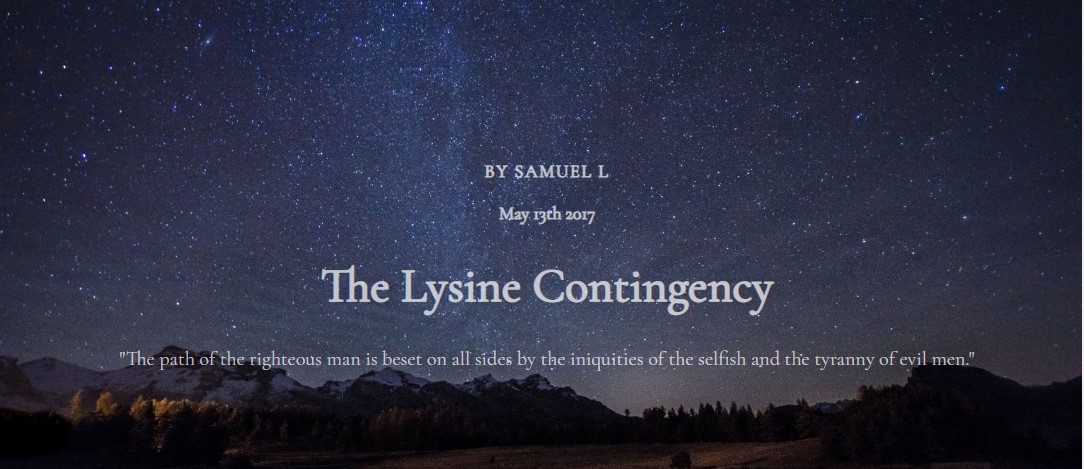 BY SAMUEL L
May 13th 2017
The Lysine Contingency
"The path of the righteous man is beset on all sides by the iniquities of the selfish and the tyranny of evil men."